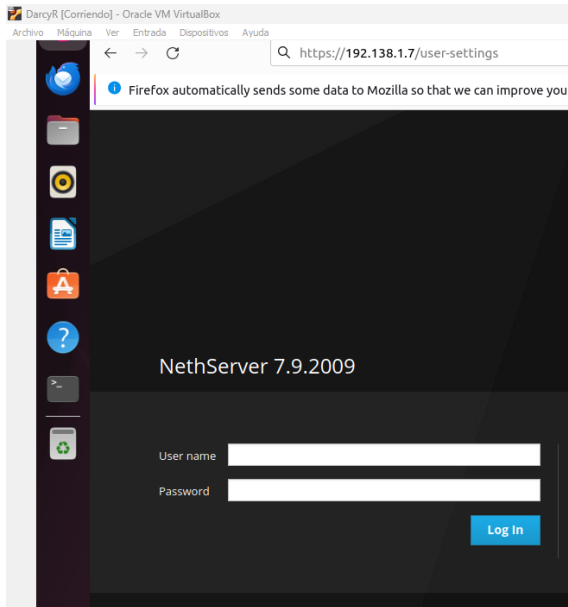 DarcyR [Corriendo] - Oracle VM VirtualBox
Archivo Máquina Ver Entrada Dispositivos Ayuda
https://192.138.1.7/user-settings
Firefox automatically sends some data to Mozilla so that we can improve you
NethServer 7.9.2009
User name
Password
Log In